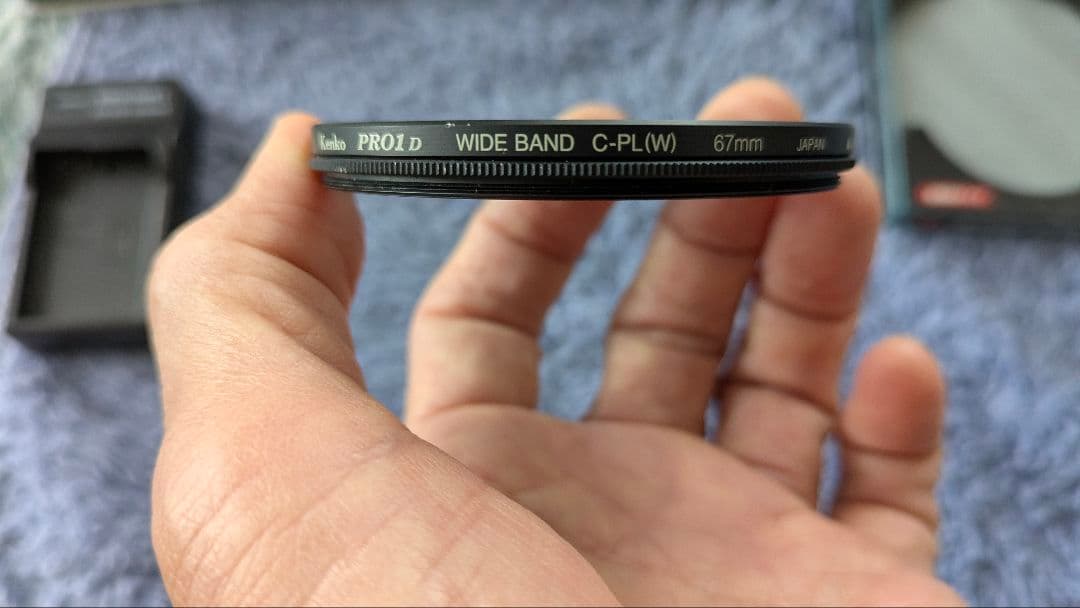 Kenko PRO1 D WIDE BAND C-PL(W) 67mm JAPAN